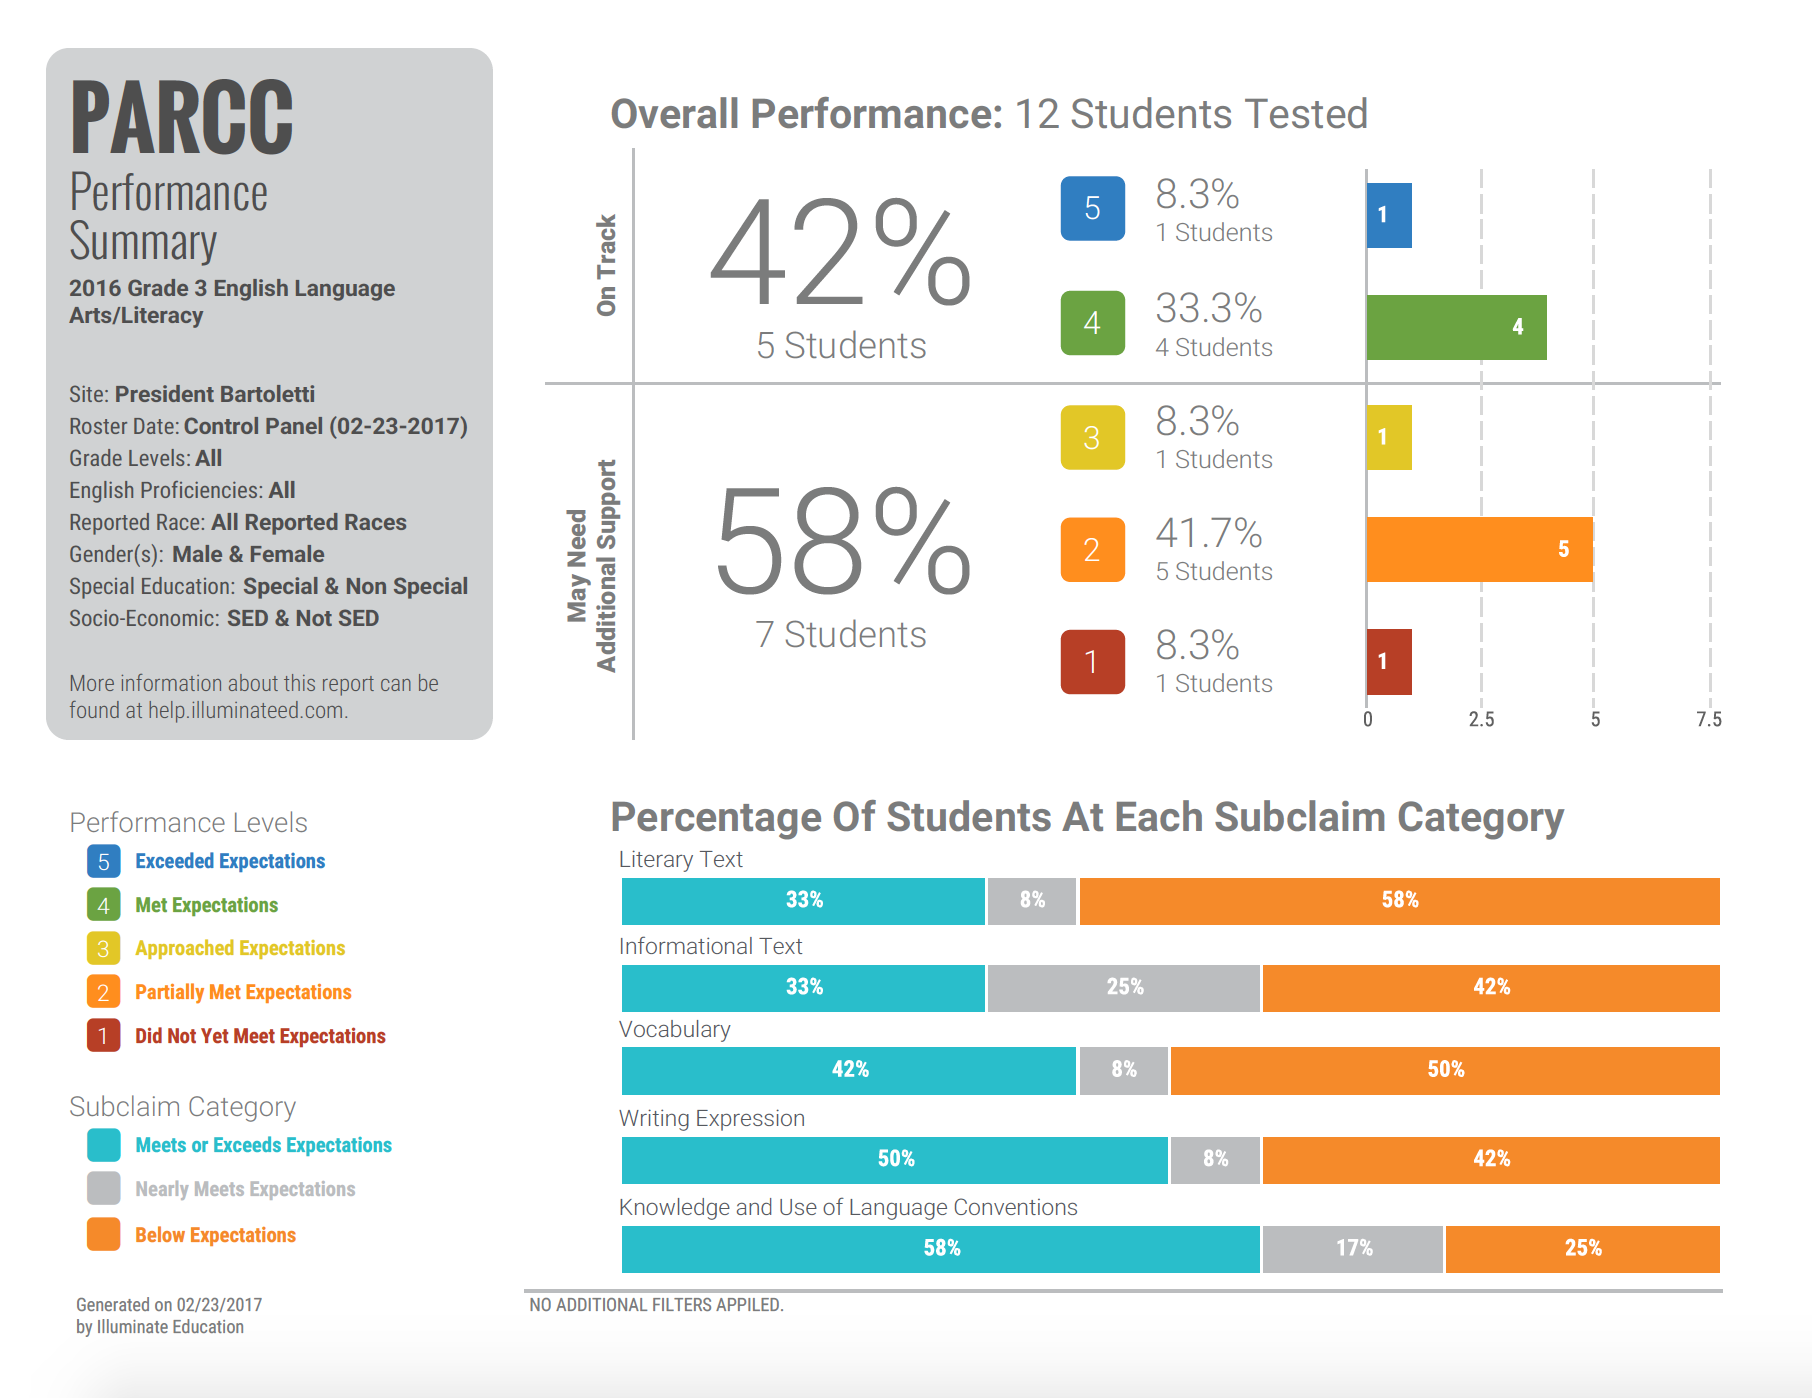 PARCC
Performance
Summary
2016 Grade 3 English Language
Arts/Literacy
Site: President Bartoletti
Roster Date: Control Panel (02-23-2017)
Grade Levels: All
English Proficiencies: All
Reported Race: All Reported Races
Gender(s): Male & Female
Special Education: Special & Non Special
Socio-Economic: SED & Not SED
More information about this report can be
found at help.illuminateed.com.
Overall Performance: 12 Students Tested
On Track
42%
5 Students
5
8.3%
1 Students
1
4
33.3%
4 Students
4
May Need
Additional Support
58%
7 Students
3
8.3%
1 Students
1
2
41.7%
5 Students
5
1
8.3%
1 Students
1
0 2.5 5 7.5
Performance Levels
5 Exceeded Expectations
4 Met Expectations
3 Approached Expectations
2 Partially Met Expectations
1 Did Not Yet Meet Expectations
Subclaim Category
Meets or Exceeds Expectations
Nearly Meets Expectations
Below Expectations
Generated on 02/23/2017
by Illuminate Education
Percentage Of Students At Each Subclaim Category
Literary Text
33% 8% 58%
Informational Text
33% 25% 42%
Vocabulary
42% 8% 50%
Writing Expression
50% 8% 42%
Knowledge and Use of Language Conventions
58% 17% 25%
NO ADDITIONAL FILTERS APPILED.